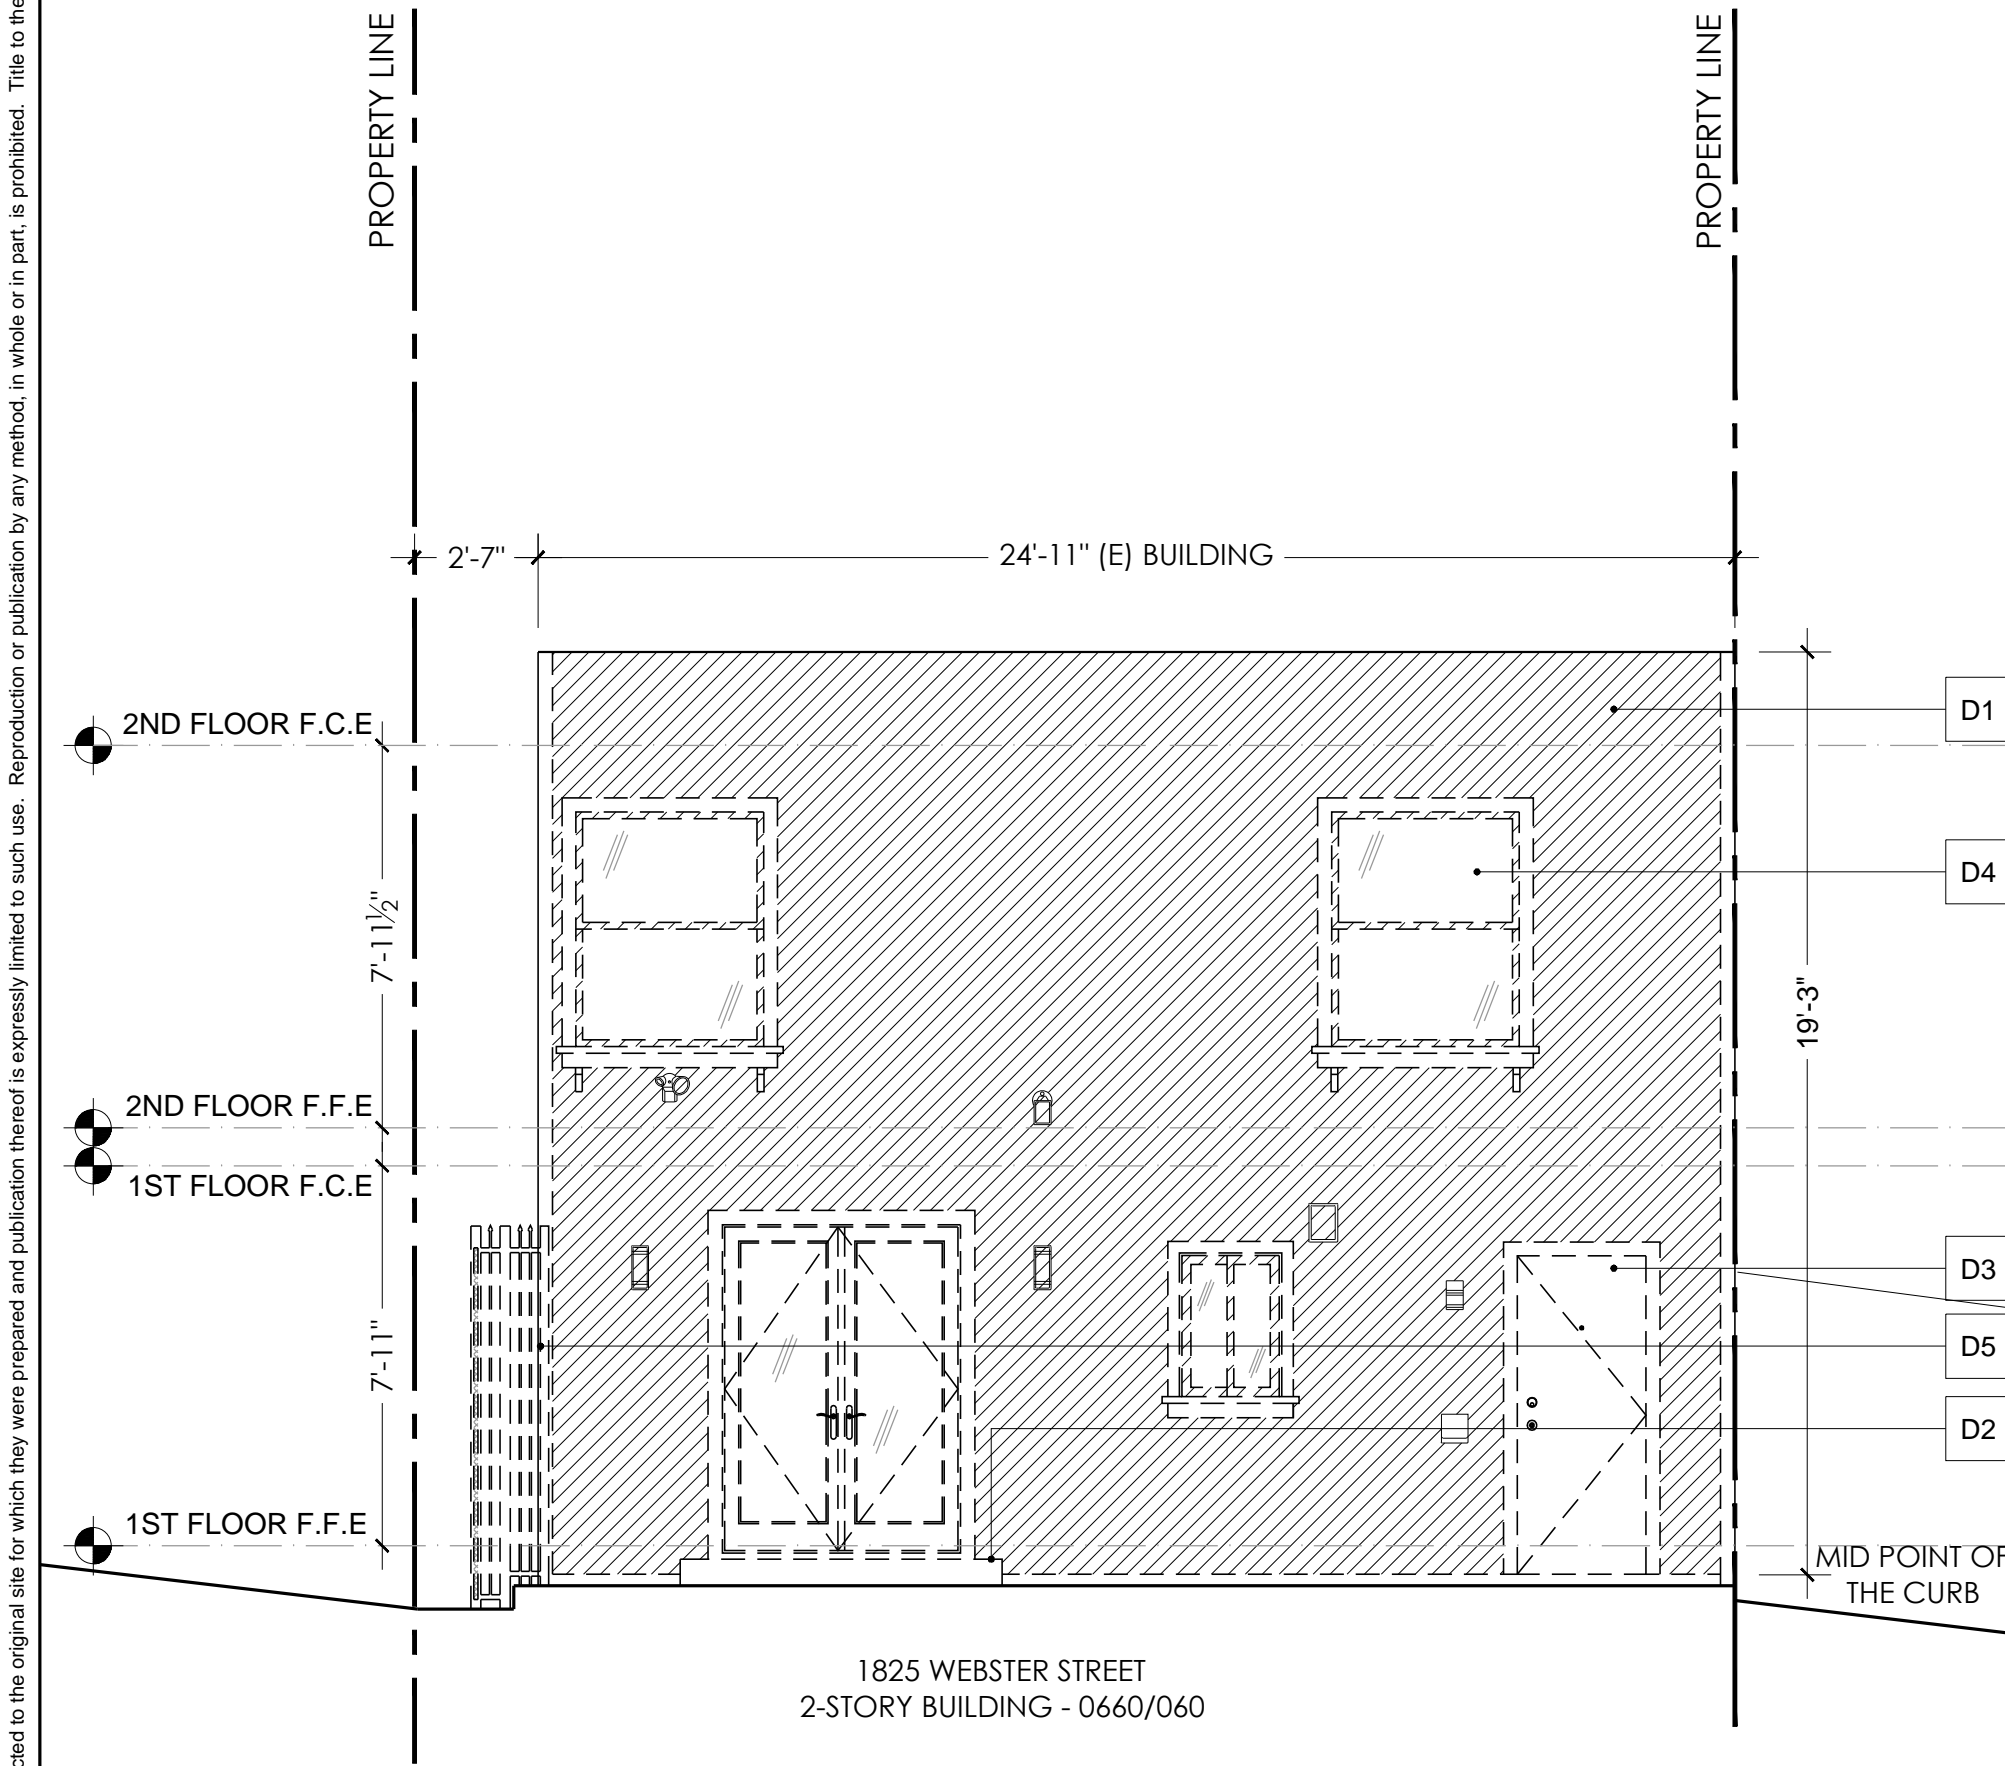 cted to the original site for which they were prepared and publication thereof is expressly limited to such use. Reproduction or publication by any method, in whole or in part, is prohibited. Title to the
PROPERTY LINE
PROPERTY LINE
2'-7"
24'-11" (E) BUILDING
2ND FLOOR F.C.E
D1
D4
7'-11½"
19'-3"
2ND FLOOR F.F.E
1ST FLOOR F.C.E
D3
D5
7'-11"
D2
1ST FLOOR F.F.E
MID POINT OF
THE CURB
1825 WEBSTER STREET
2-STORY BUILDING - 0660/060